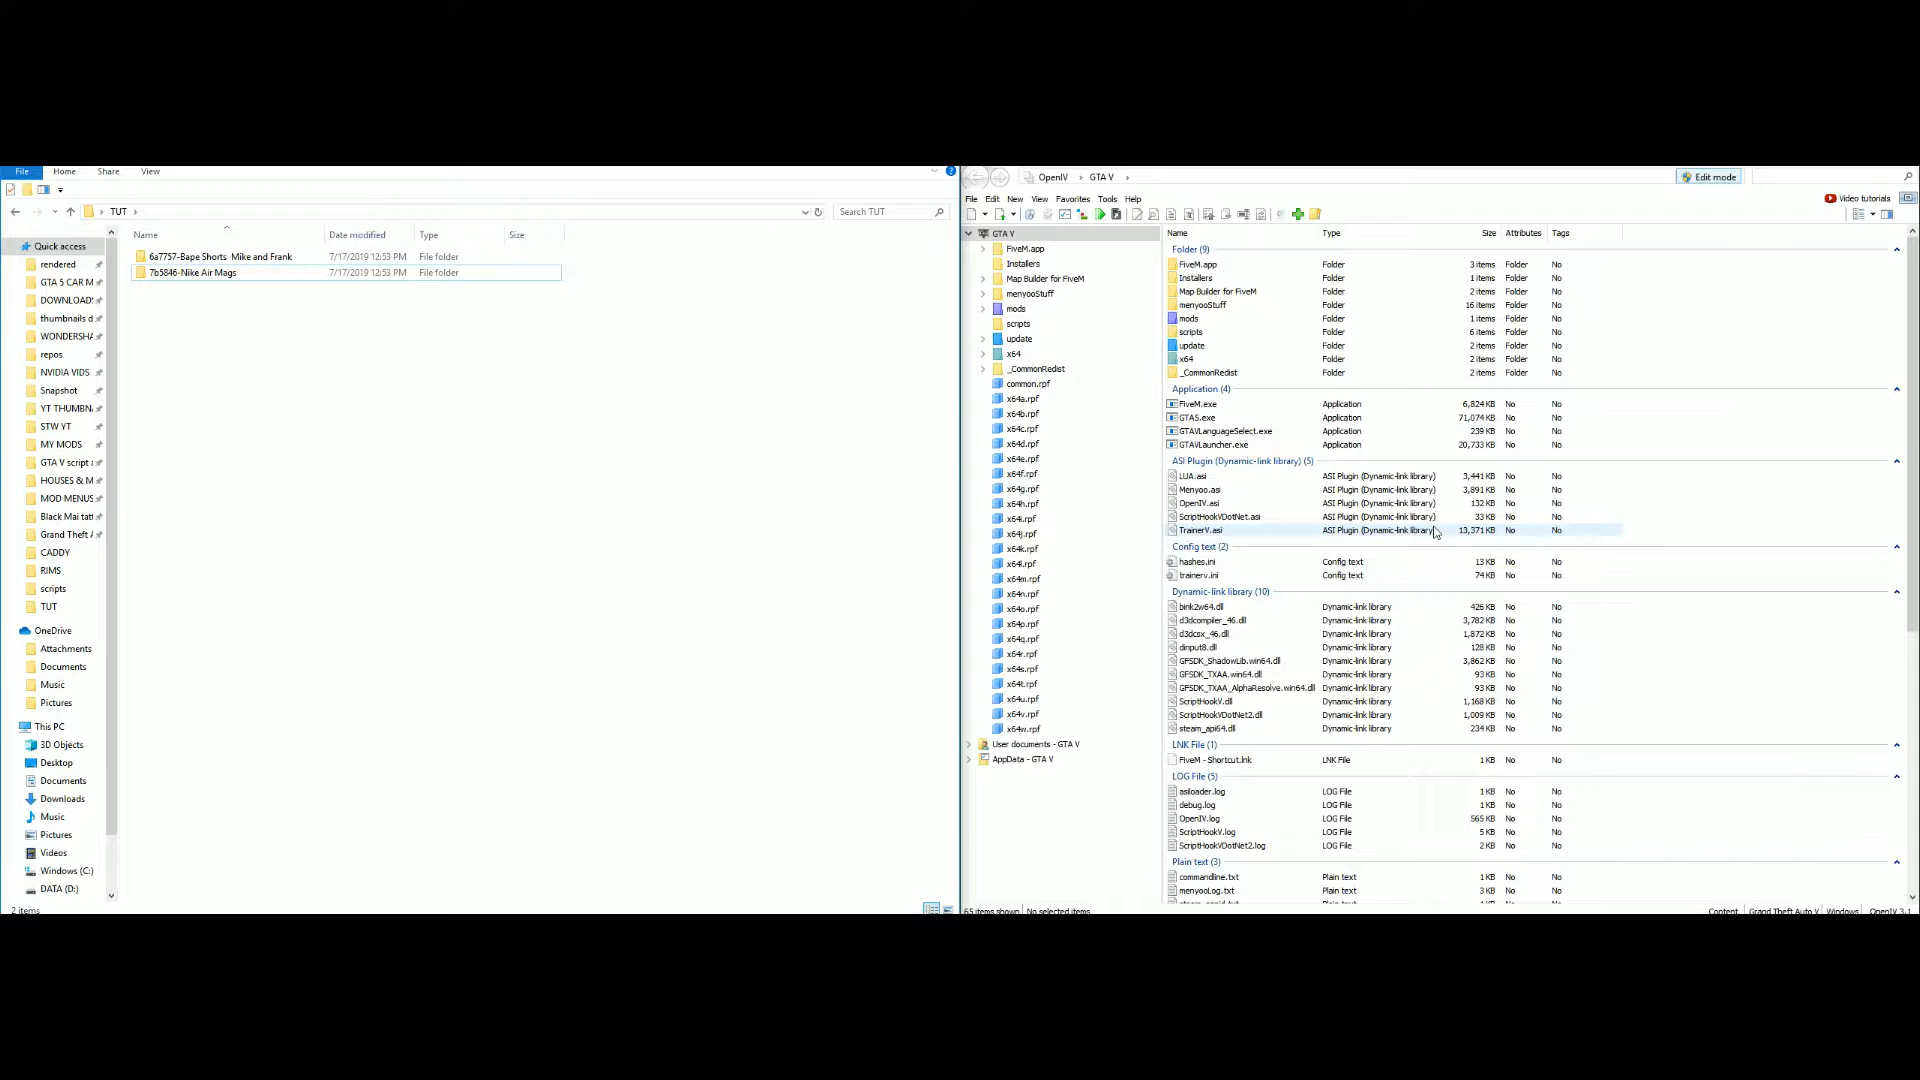 File Home Share View
TUT
Search TUT
Name Date modified Type Size
6a7757-Bape Shorts Mike and Frank 7/17/2019 12:53 PM File folder
7b5846-Nike Air Mags 7/17/2019 12:53 PM File folder
Quick access
rendered
GTA 5 CAR M
DOWNLOAD
thumbnails d
WONDERSHA
repos
NVIDIA VIDS
Snapshot
YT THUMBN
STW YT
MY MODS
GTA V script
HOUSES & M
MOD MENUS
Black Mai tat
Grand Theft
CADDY
RIMS
scripts
TUT
OneDrive
Attachments
Documents
Music
Pictures
This PC
3D Objects
Desktop
Documents
Downloads
Music
Pictures
Videos
Windows (C:)
DATA (D:)
2 items
OpenIV GTA V
Edit mode
File Edit New View Favorites Tools Help
Video tutorials
GTA V
FiveM.app
Installers
Map Builder for FiveM
menyooStuff
mods
scripts
update
x64
_CommonRedist
common.rpf
x64a.rpf
x64b.rpf
x64c.rpf
x64d.rpf
x64e.rpf
x64f.rpf
x64g.rpf
x64h.rpf
x64i.rpf
x64j.rpf
x64k.rpf
x64l.rpf
x64m.rpf
x64n.rpf
x64o.rpf
x64p.rpf
x64q.rpf
x64r.rpf
x64s.rpf
x64t.rpf
x64u.rpf
x64v.rpf
x64w.rpf
User documents - GTA V
AppData - GTA V
Name Type Size Attributes Tags
Folder (9)
FiveM.app Folder 3 items Folder No
Installers Folder 1 items Folder No
Map Builder for FiveM Folder 2 items Folder No
menyooStuff Folder 16 items Folder No
mods Folder 1 items Folder No
scripts Folder 6 items Folder No
update Folder 2 items Folder No
x64 Folder 2 items Folder No
_CommonRedist Folder 2 items Folder No
Application (4)
FiveM.exe Application 6,824 KB No No
GTA5.exe Application 71,074 KB No No
GTAVLanguageSelect.exe Application 239 KB No No
GTAVLauncher.exe Application 20,733 KB No No
ASI Plugin (Dynamic-link library) (5)
LUA.asi ASI Plugin (Dynamic-link library) 3,441 KB No No
Menyoo.asi ASI Plugin (Dynamic-link library) 3,891 KB No No
OpenIV.asi ASI Plugin (Dynamic-link library) 132 KB No No
ScriptHookVDotNet.asi ASI Plugin (Dynamic-link library) 33 KB No No
TrainerV.asi ASI Plugin (Dynamic-link library) 13,371 KB No No
Config text (2)
hashes.ini Config text 13 KB No No
trainerv.ini Config text 74 KB No No
Dynamic-link library (10)
bink2w64.dll Dynamic-link library 426 KB No No
d3dcompiler_46.dll Dynamic-link library 3,782 KB No No
d3dcsx_46.dll Dynamic-link library 1,872 KB No No
dinput8.dll Dynamic-link library 128 KB No No
GFSDK_ShadowLib.win64.dll Dynamic-link library 3,862 KB No No
GFSDK_TXAA.win64.dll Dynamic-link library 93 KB No No
GFSDK_TXAA_AlphaResolve.win64.dll Dynamic-link library 93 KB No No
ScriptHookV.dll Dynamic-link library 1,168 KB No No
ScriptHookVDotNet2.dll Dynamic-link library 1,009 KB No No
steam_api64.dll Dynamic-link library 234 KB No No
LNK File (1)
FiveM - Shortcut.lnk LNK File 1 KB No No
LOG File (5)
asiloader.log LOG File 1 KB No No
debug.log LOG File 1 KB No No
OpenIV.log LOG File 565 KB No No
ScriptHookV.log LOG File 5 KB No No
ScriptHookVDotNet2.log LOG File 2 KB No No
Plain text (3)
commandline.txt Plain text 1 KB No No
menyooLog.txt Plain text 3 KB No No
65 items shown No selected items
Content Grand Theft Auto V Windows OpenIV 3.1